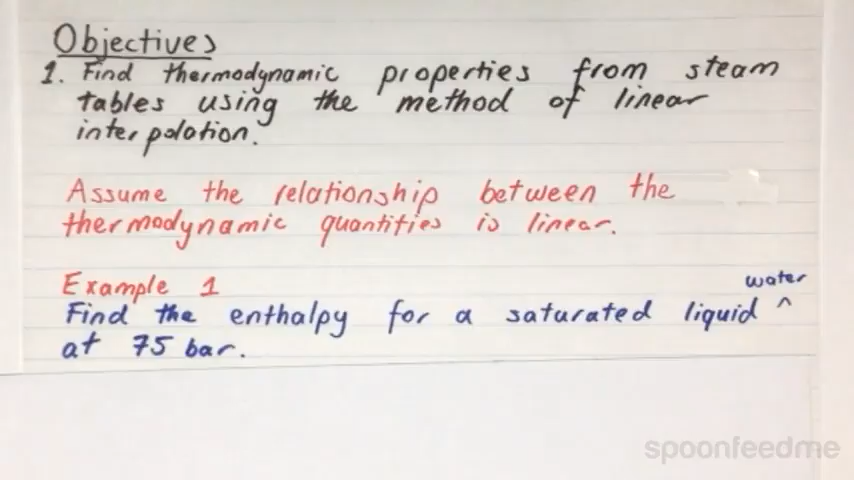 Objectives
1. Find thermodynamic properties from steam
tables using the method of linear
interpolation.
Assume the relationship between the
thermodynamic quantities is linear.
Example 1
Find the enthalpy for a saturated liquid ^ water
at 75 bar.
spoonfeedme